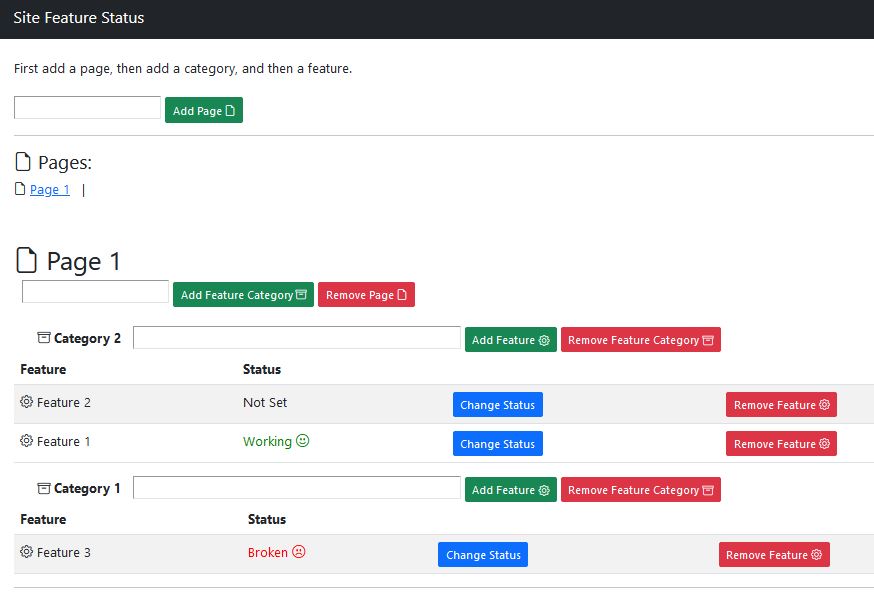 Site Feature Status
First add a page, then add a category, and then a feature.
Add Page
Pages:
Page 1 |
Page 1
Add Feature Category Remove Page
Category 2 Add Feature Remove Feature Category
Feature Status
Feature 2 Not Set Change Status Remove Feature
Feature 1 Working Change Status Remove Feature
Category 1 Add Feature Remove Feature Category
Feature Status
Feature 3 Broken Change Status Remove Feature